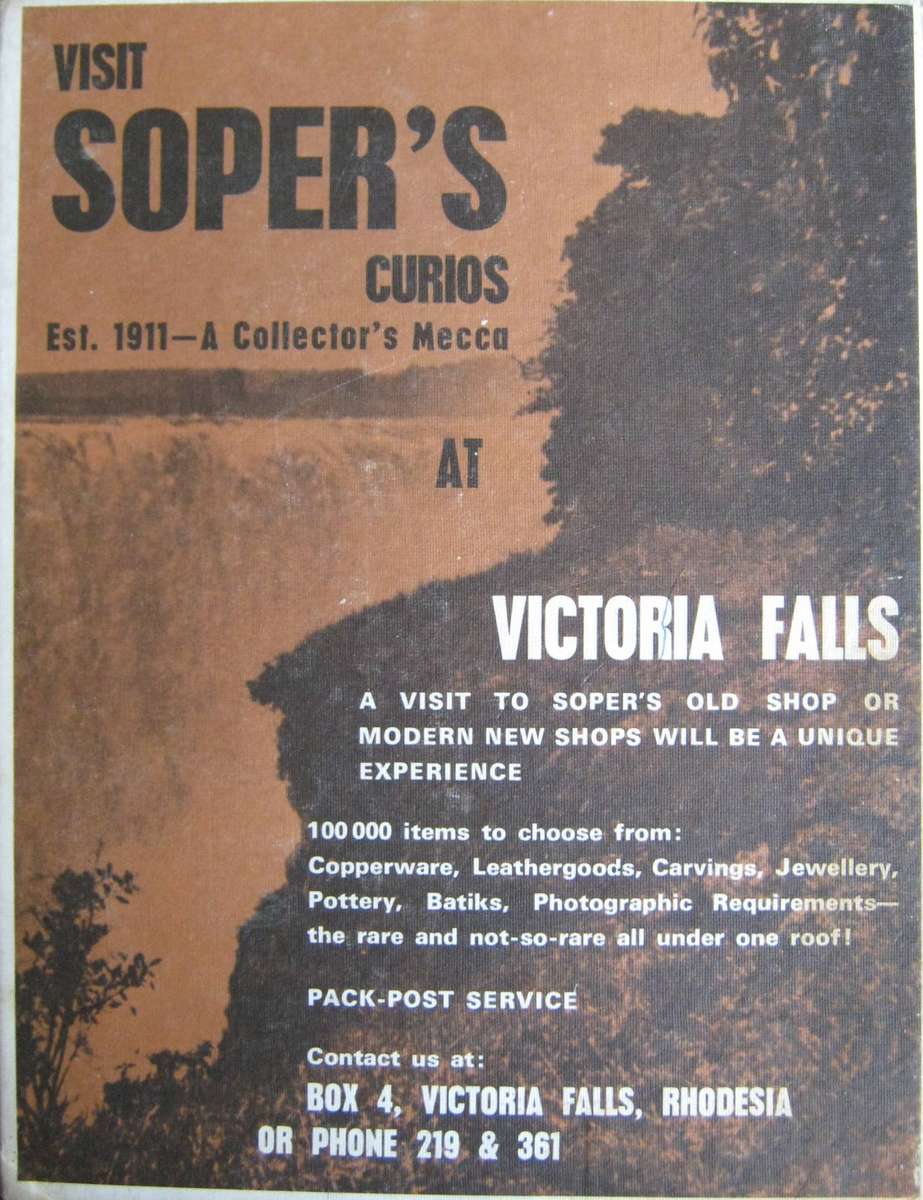 VISIT
SOPER'S
CURIOS
Est. 1911—A Collector's Mecca
AT
VICTORIA FALLS
A VISIT TO SOPER'S OLD SHOP OR
MODERN NEW SHOPS WILL BE A UNIQUE
EXPERIENCE
100 000 items to choose from:
Copperware, Leathergoods, Carvings, Jewellery,
Pottery, Batiks, Photographic Requirements—
the rare and not-so-rare all under one roof!
PACK-POST SERVICE
Contact us at:
BOX 4, VICTORIA FALLS, RHODESIA
OR PHONE 219 & 361